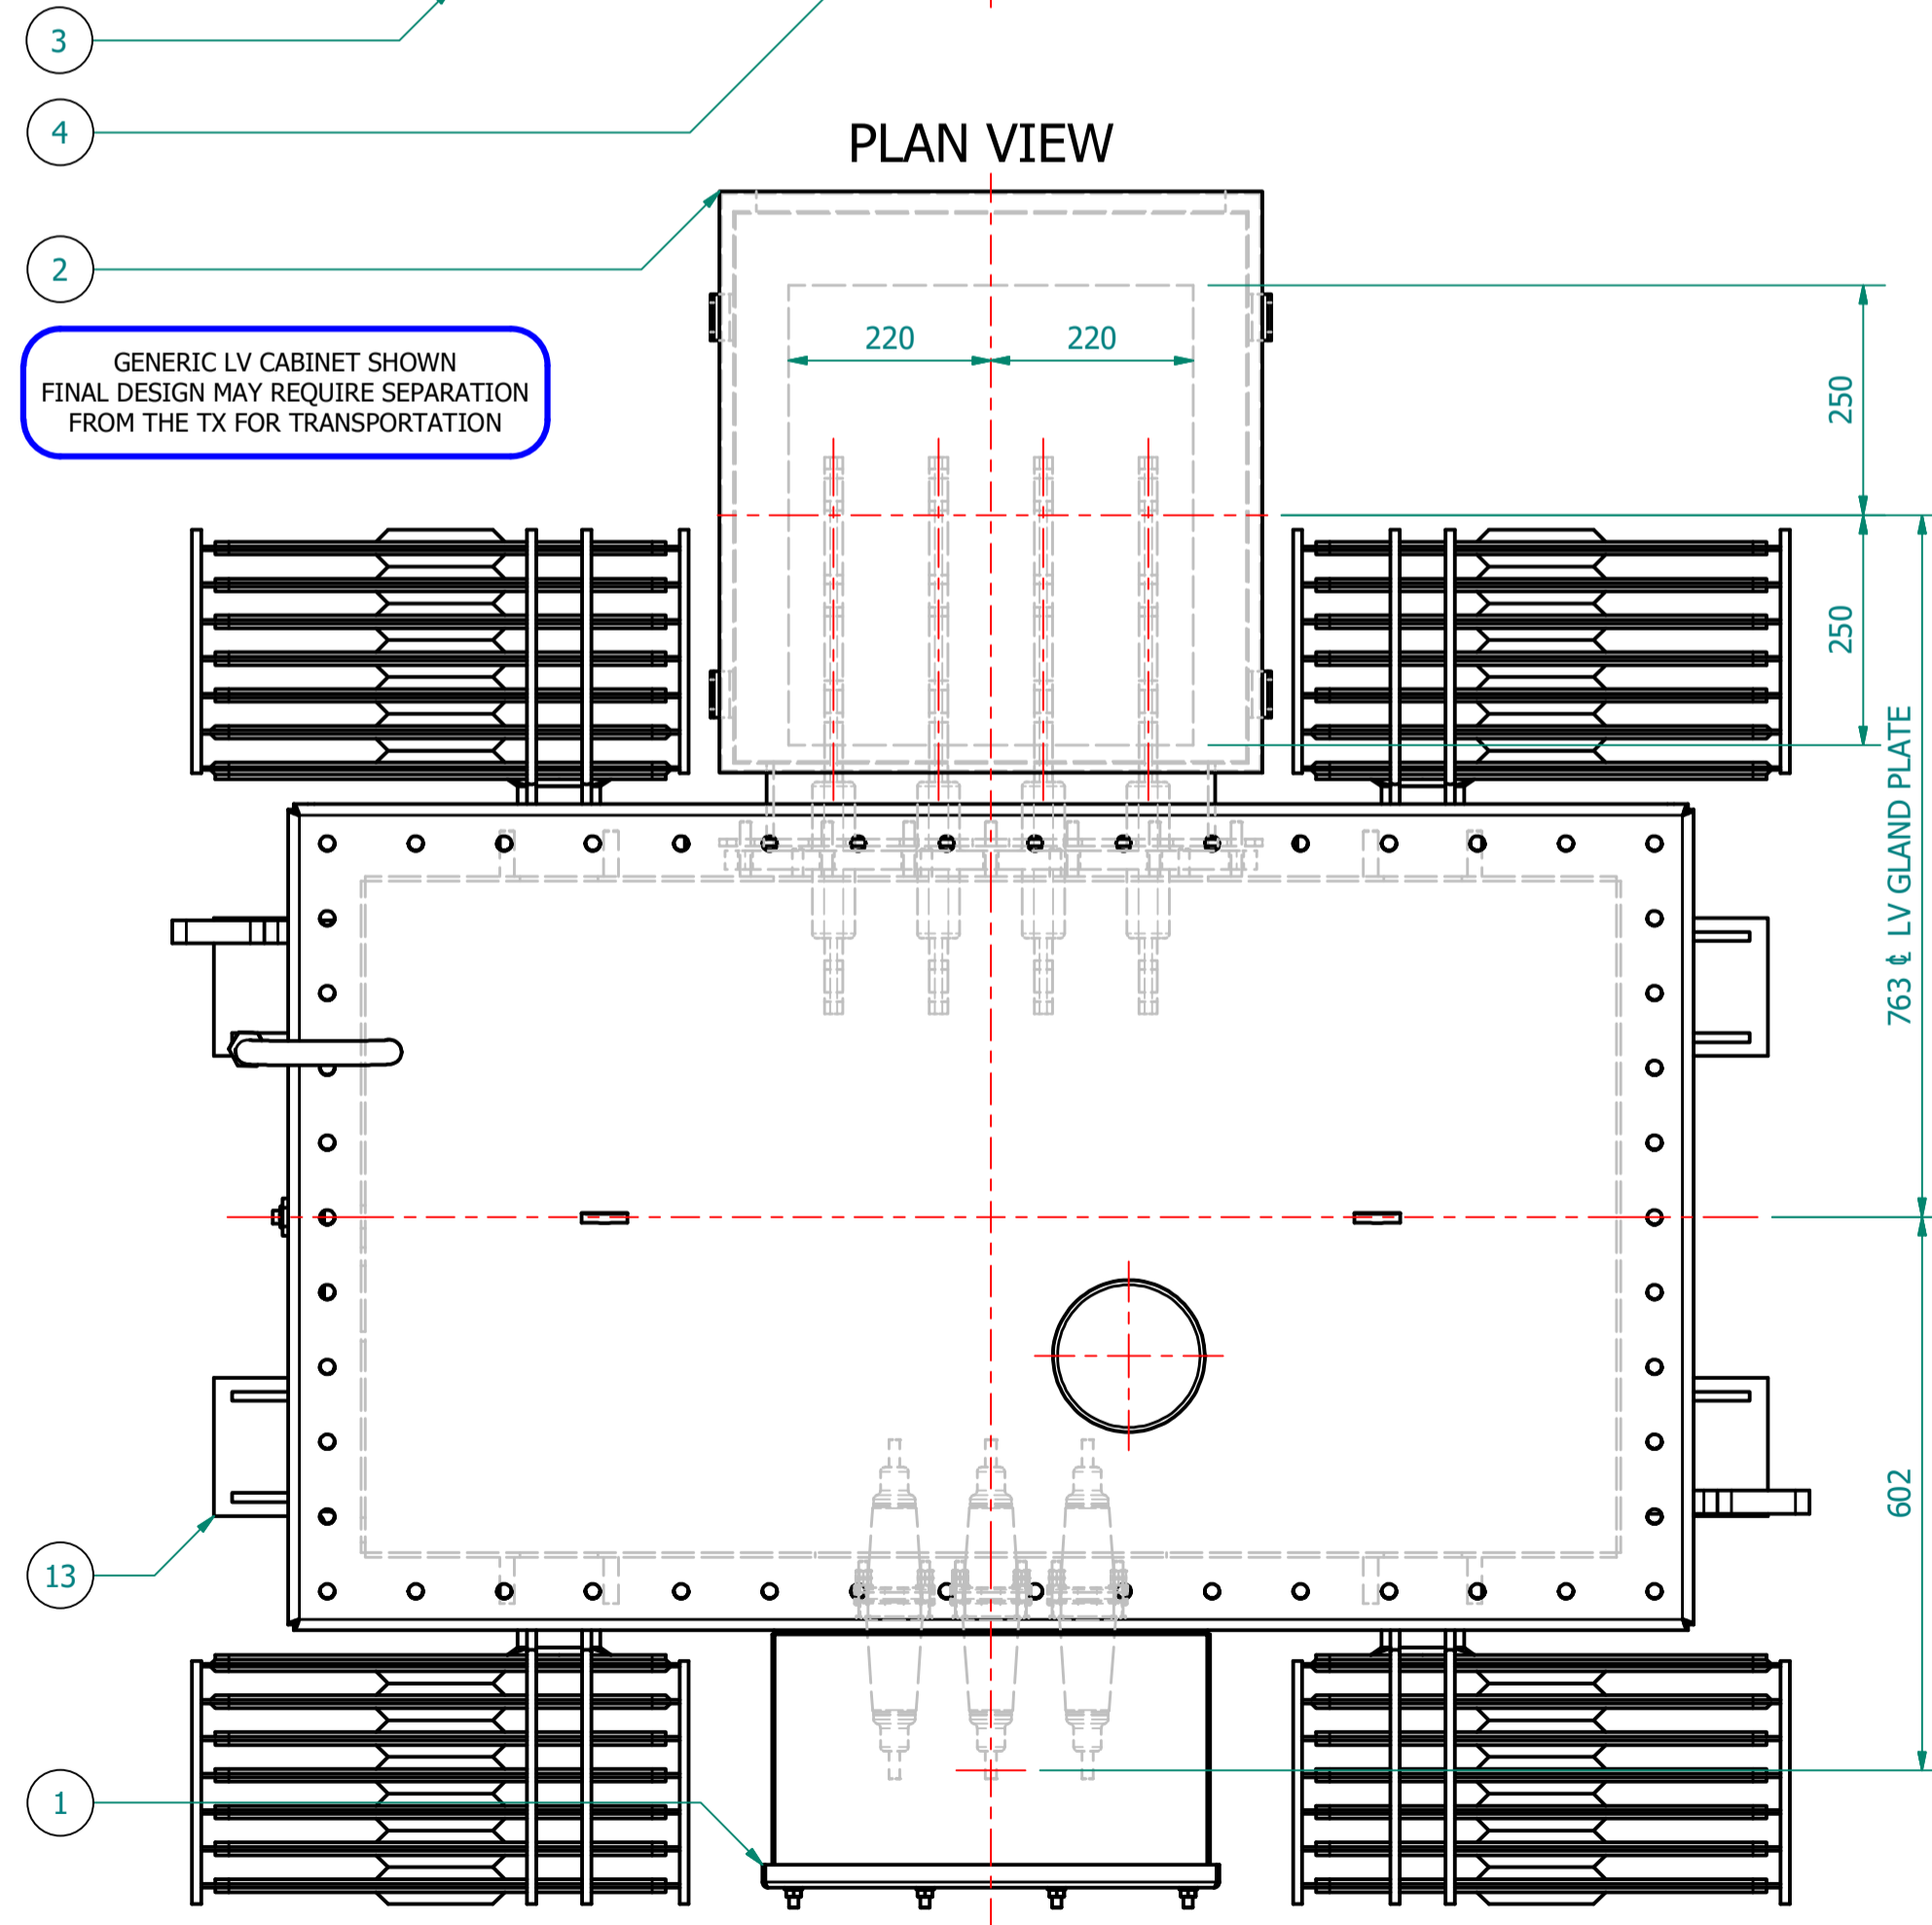 3
4
PLAN VIEW
2
GENERIC LV CABINET SHOWN
FINAL DESIGN MAY REQUIRE SEPARATION
FROM THE TX FOR TRANSPORTATION
220
220
250
250
763 ℄ LV GLAND PLATE
602
13
1